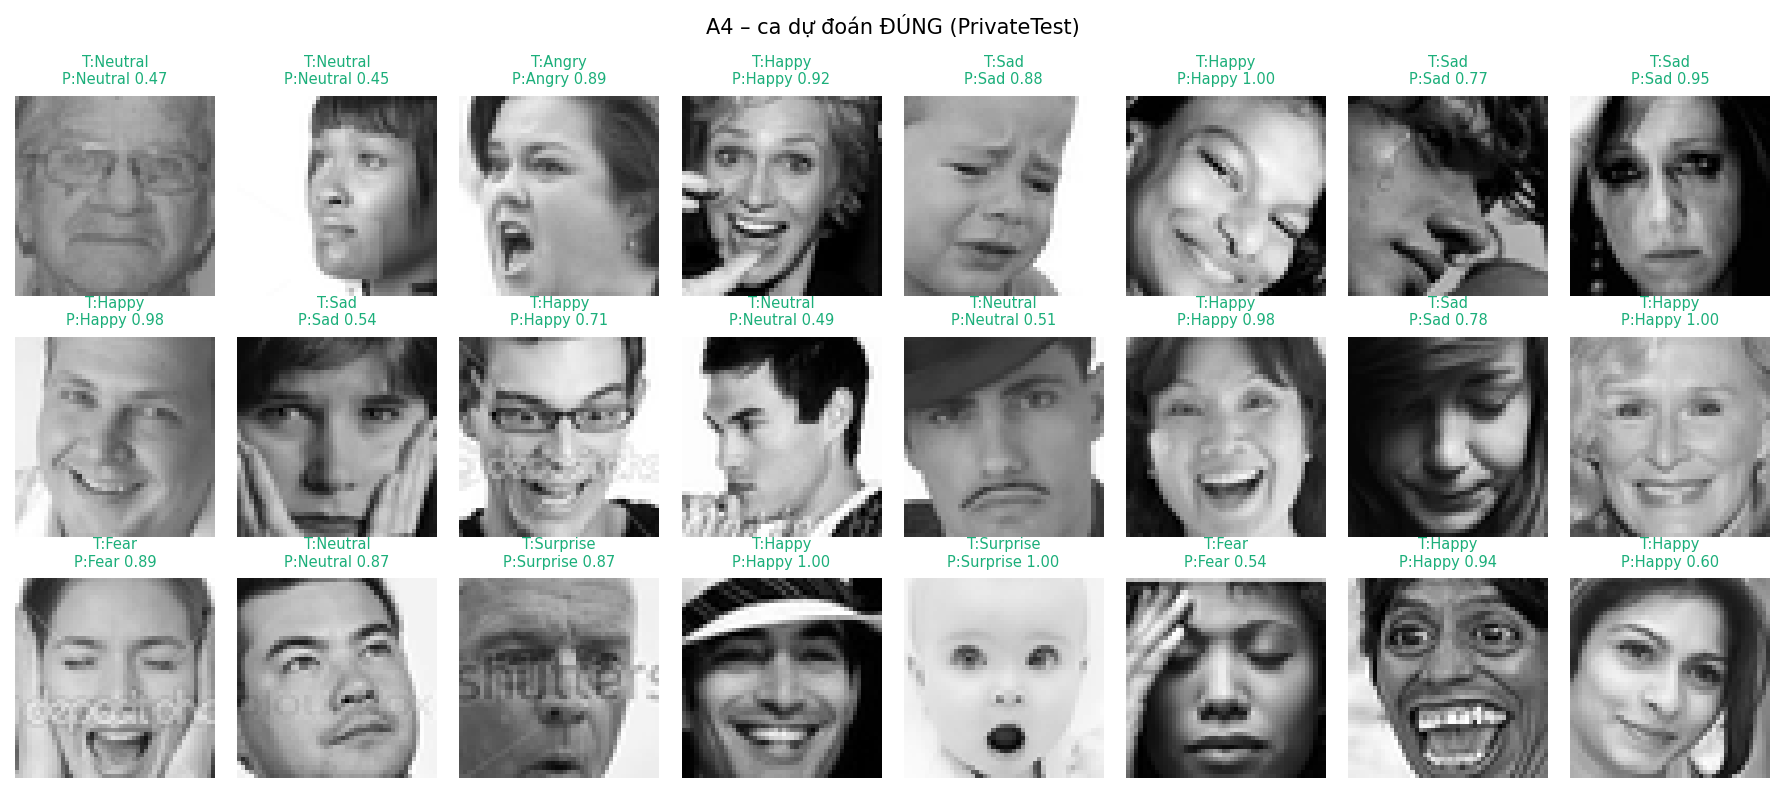 A4 – ca dự đoán ĐÚNG (PrivateTest)
T:Neutral
P:Neutral 0.47
T:Neutral
P:Neutral 0.45
T:Angry
P:Angry 0.89
T:Happy
P:Happy 0.92
T:Sad
P:Sad 0.88
T:Happy
P:Happy 1.00
T:Sad
P:Sad 0.77
T:Sad
P:Sad 0.95
T:Happy
P:Happy 0.98
T:Sad
P:Sad 0.54
T:Happy
P:Happy 0.71
T:Neutral
P:Neutral 0.49
T:Neutral
P:Neutral 0.51
T:Happy
P:Happy 0.98
T:Sad
P:Sad 0.78
T:Happy
P:Happy 1.00
T:Fear
P:Fear 0.89
T:Neutral
P:Neutral 0.87
T:Surprise
P:Surprise 0.87
T:Happy
P:Happy 1.00
T:Surprise
P:Surprise 1.00
T:Fear
P:Fear 0.54
T:Happy
P:Happy 0.94
T:Happy
P:Happy 0.60
shutters